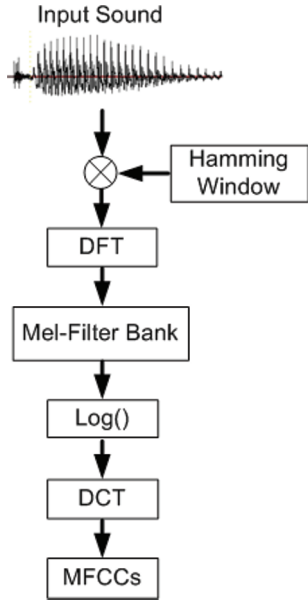 Input Sound
Hamming
Window
DFT
Mel-Filter Bank
Log()
DCT
MFCCs